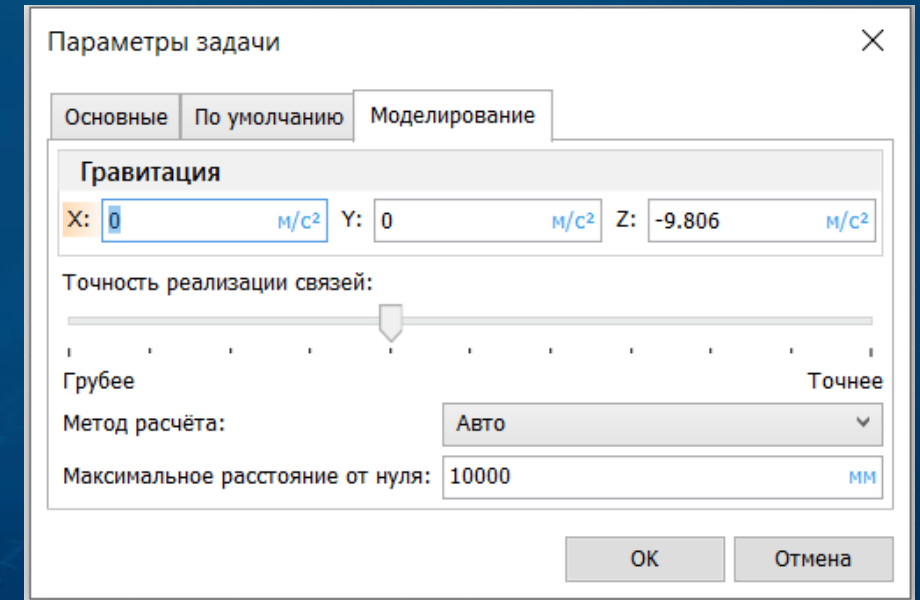 Параметры задачи
Основные По умолчанию Моделирование
Гравитация
X: 0 м/с² Y: 0 м/с² Z: -9.806 м/с²
Точность реализации связей:
Грубее Точнее
Метод расчёта: Авто
Максимальное расстояние от нуля: 10000 мм
OK Отмена